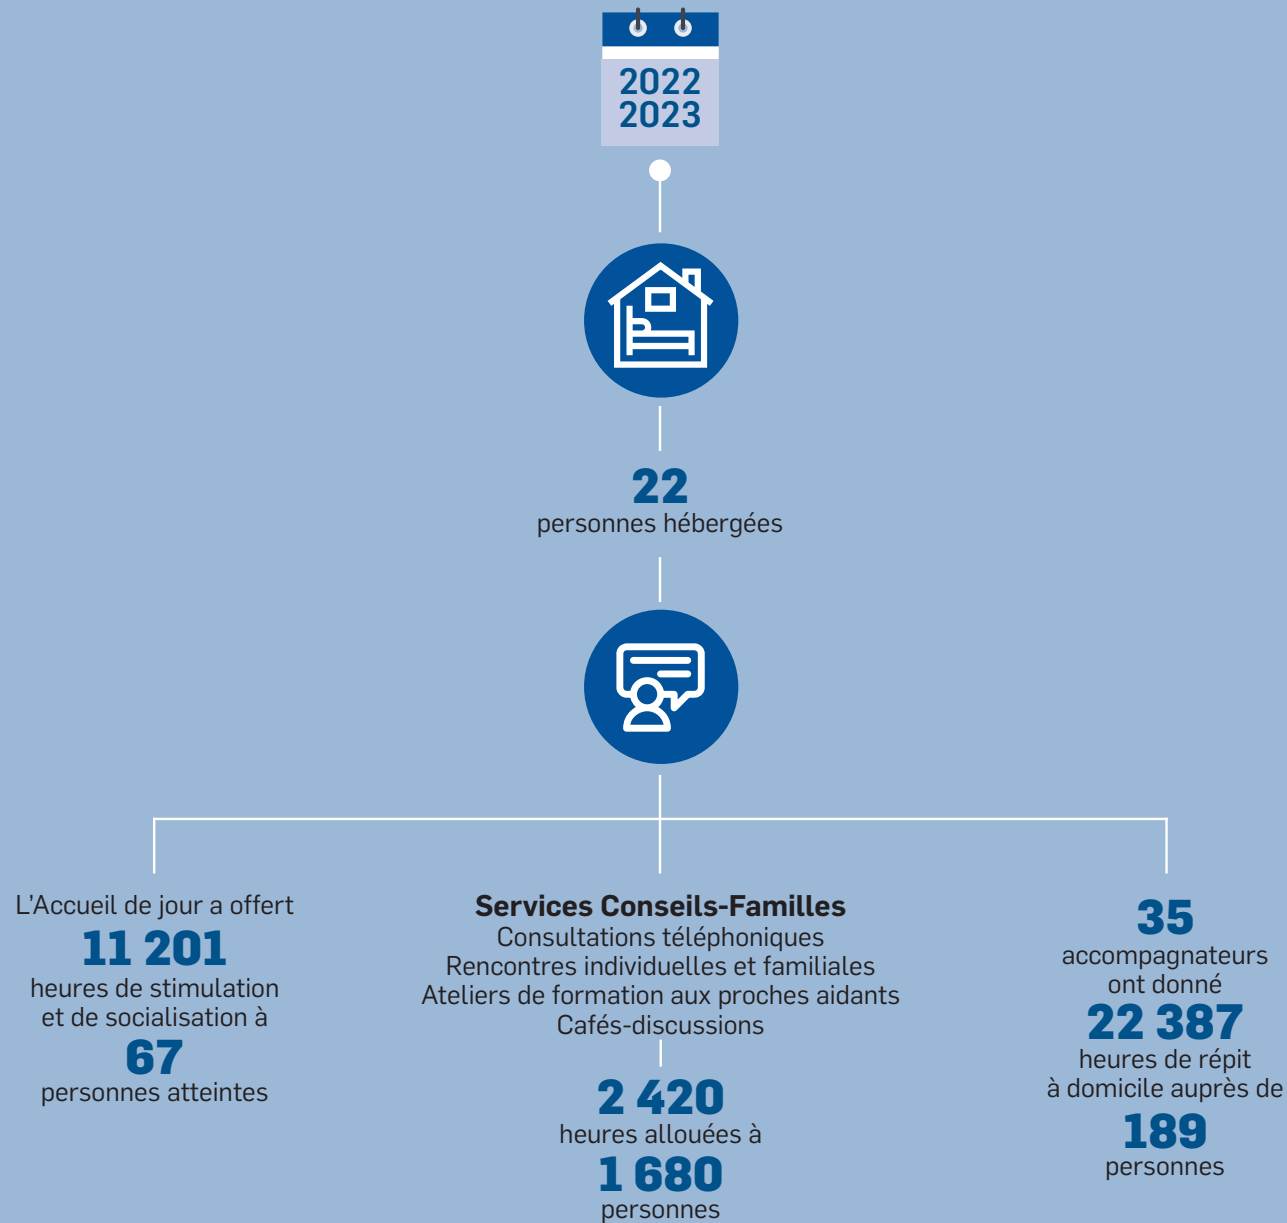 2022
2023
22
personnes hébergées
L'Accueil de jour a offert
11 201
heures de stimulation
et de socialisation à
67
personnes atteintes
Services Conseils-Familles
Consultations téléphoniques
Rencontres individuelles et familiales
Ateliers de formation aux proches aidants
Cafés-discussions
2 420
heures allouées à
1 680
personnes
35
accompagnateurs
ont donné
22 387
heures de répit
à domicile auprès de
189
personnes